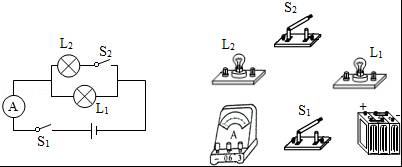 L₂ S₂
A
L₁
S₁
S₂
L₂
L₁
A
- 0.6 3
S₁
+ -